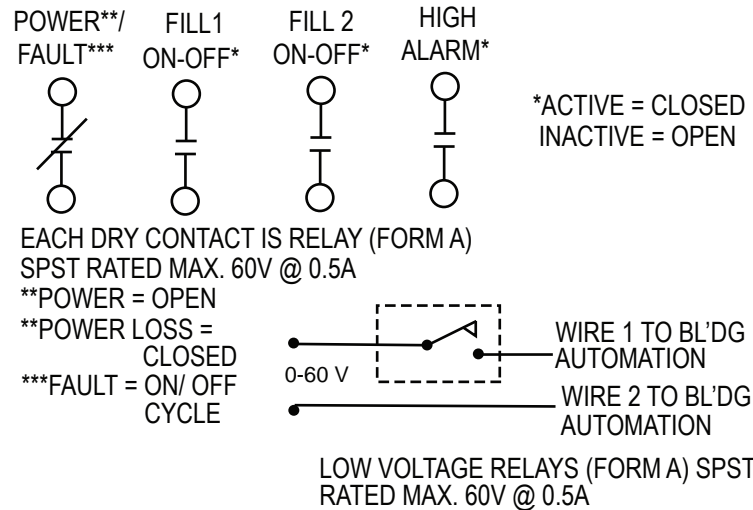 POWER**/
FAULT***
FILL1
ON-OFF*
FILL 2
ON-OFF*
HIGH
ALARM*
*ACTIVE = CLOSED
INACTIVE = OPEN
EACH DRY CONTACT IS RELAY (FORM A)
SPST RATED MAX. 60V @ 0.5A
**POWER = OPEN
**POWER LOSS =
CLOSED
***FAULT = ON/ OFF
CYCLE
0-60 V
WIRE 1 TO BL'DG
AUTOMATION
WIRE 2 TO BL'DG
AUTOMATION
LOW VOLTAGE RELAYS (FORM A) SPST
RATED MAX. 60V @ 0.5A